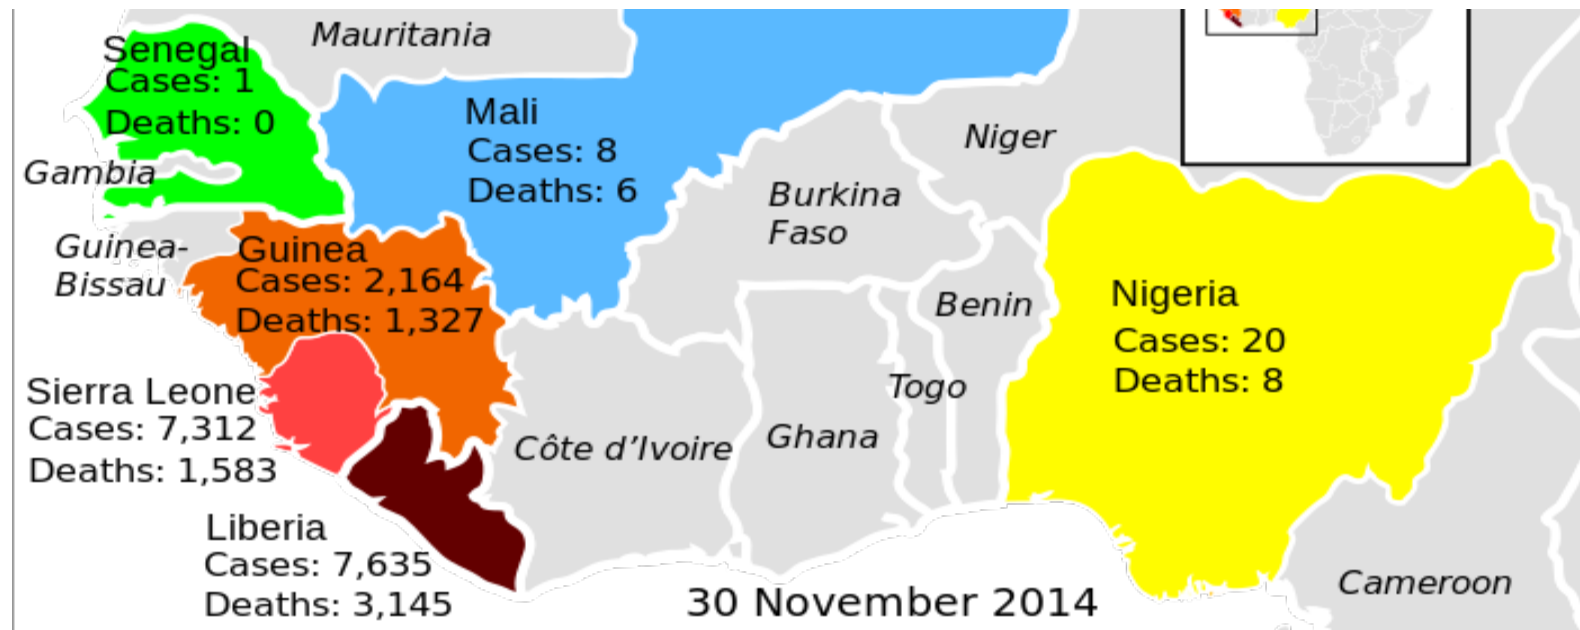 Mauritania
Senegal
Cases: 1
Deaths: 0
Mali
Cases: 8
Deaths: 6
Niger
Gambia
Burkina
Faso
Guinea-
Bissau
Guinea
Cases: 2,164
Deaths: 1,327
Benin
Nigeria
Cases: 20
Deaths: 8
Sierra Leone
Cases: 7,312
Deaths: 1,583
Togo
Côte d’Ivoire
Ghana
Liberia
Cases: 7,635
Deaths: 3,145
30 November 2014
Cameroon